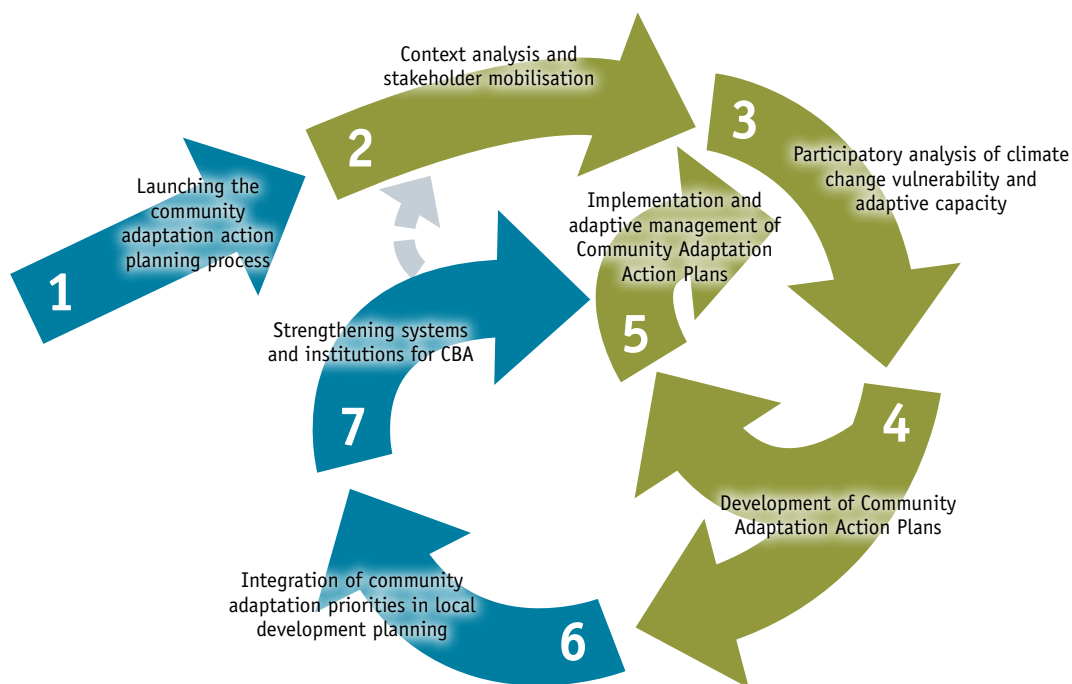 1
Launching the
community
adaptation action
planning process
2
Context analysis and
stakeholder mobilisation
3
Participatory analysis of climate
change vulnerability and
adaptive capacity
4
Development of Community
Adaptation Action Plans
5
Implementation and
adaptive management of
Community Adaptation
Action Plans
6
Integration of community
adaptation priorities in local
development planning
7
Strengthening systems
and institutions for CBA